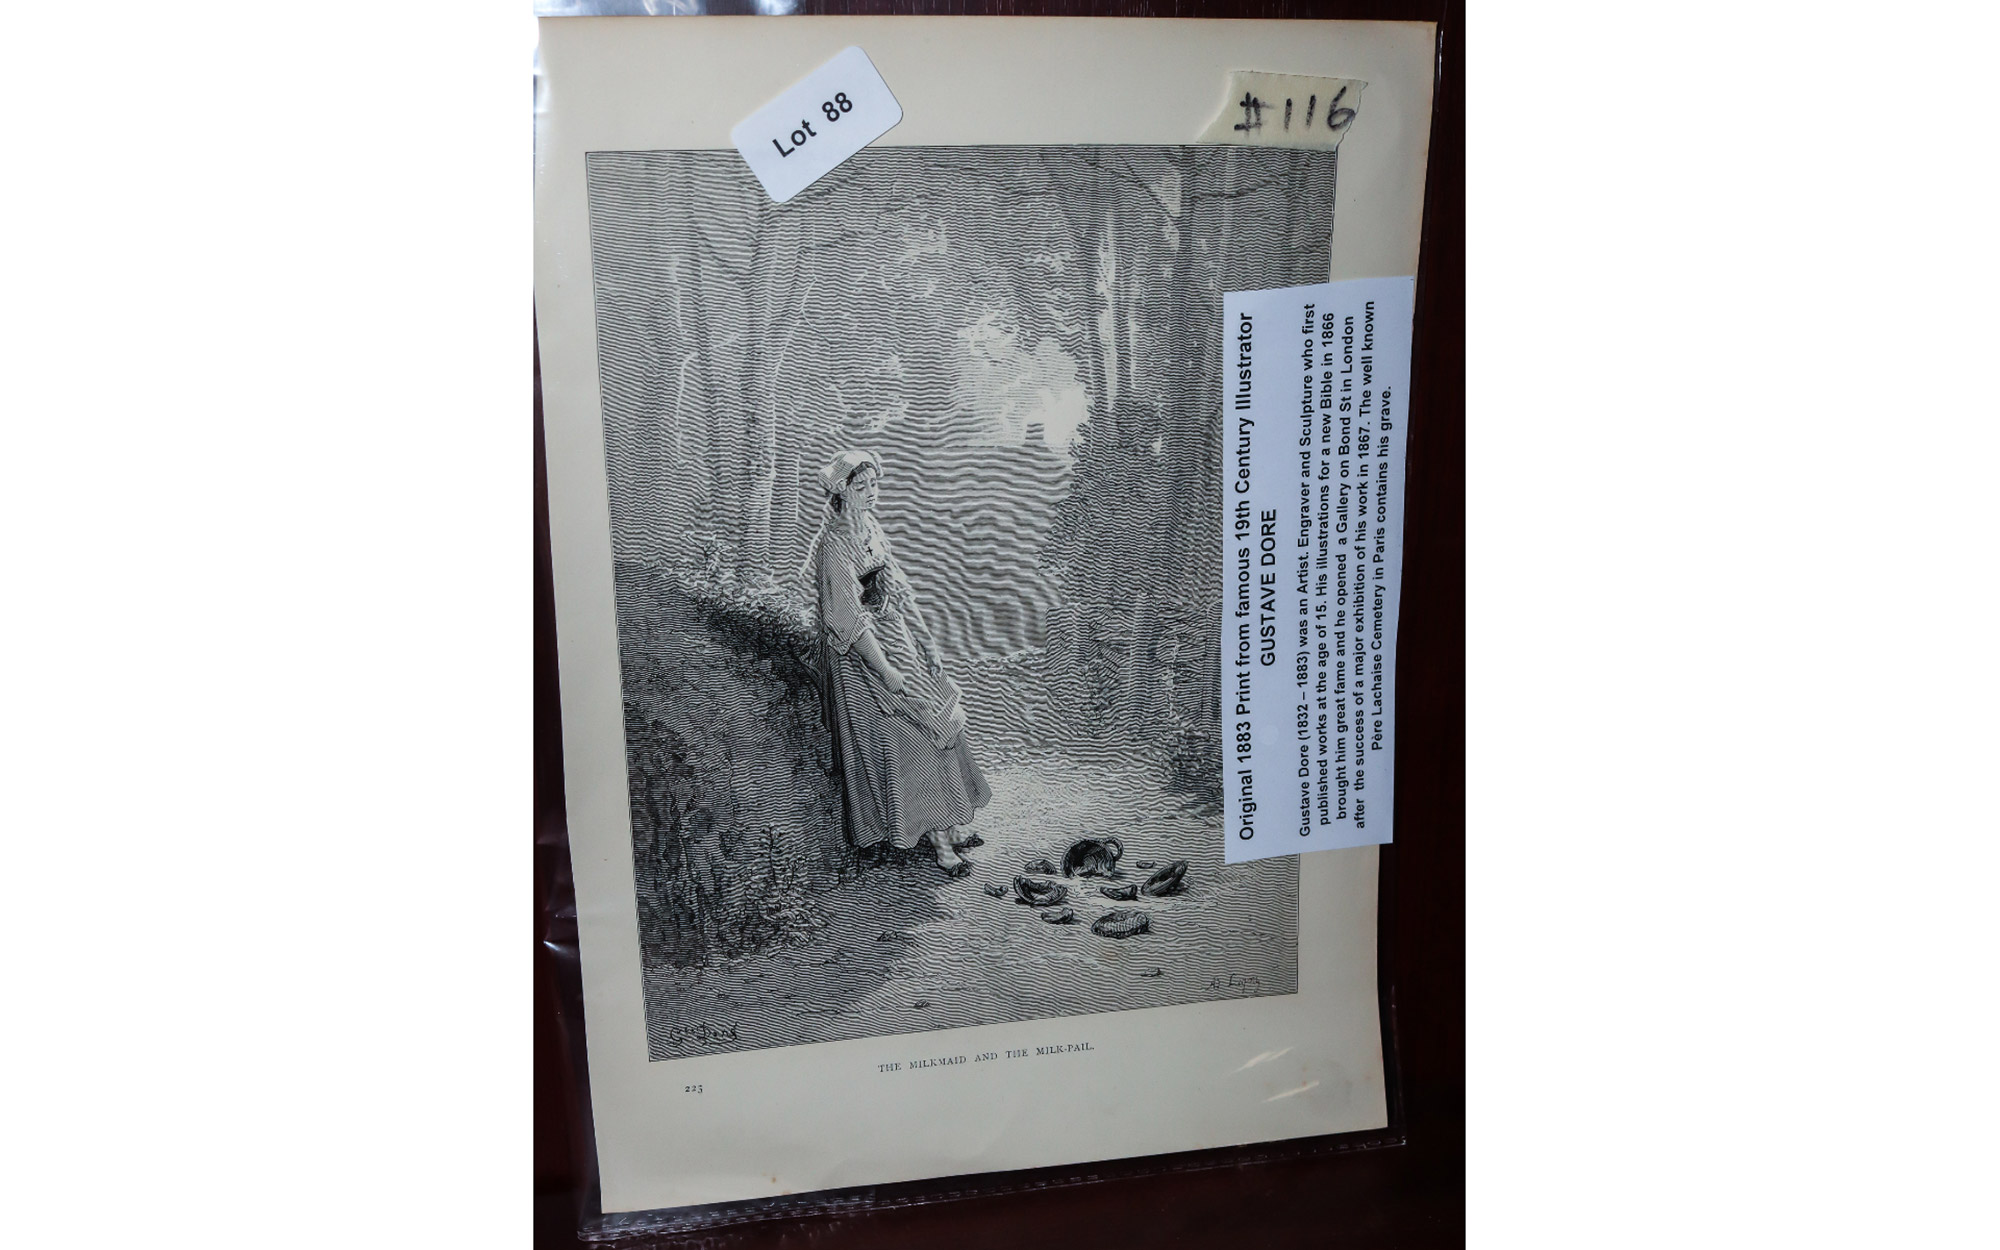 Lot 88
#116
Original 1883 Print from famous 19th Century Illustrator
GUSTAVE DORE
Gustave Dore (1832 – 1883) was an Artist. Engraver and Sculpture who first
published works at the age of 15. His illustrations for a new Bible in 1866
brought him great fame and he opened a Gallery on Bond St in London
after the success of a major exhibition of his work in 1867. The well known
Père Lachaise Cemetery in Paris contains his grave.
THE MILKMAID AND THE MILK-PAIL.
223